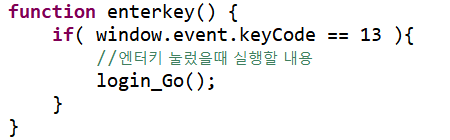 function enterkey() {
    if( window.event.keyCode == 13 ){
        //엔터키 눌렀을때 실행할 내용
        login_Go();
    }
}